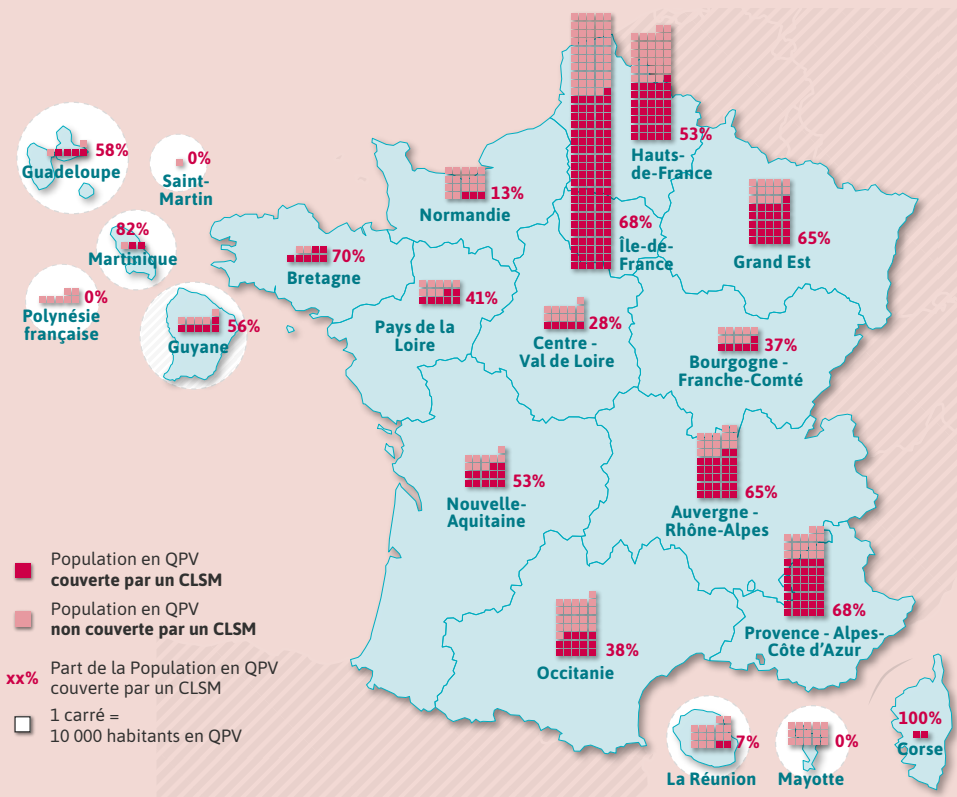 53%
Hauts-
de-France
58%
Guadeloupe
0%
Saint-
Martin
13%
Normandie
68%
Île-de-
France
65%
Grand Est
82%
Martinique
70%
Bretagne
0%
Polynésie
française
56%
Guyane
41%
Pays de la
Loire
28%
Centre -
Val de Loire
37%
Bourgogne -
Franche-Comté
53%
Nouvelle-
Aquitaine
65%
Auvergne -
Rhône-Alpes
68%
Provence - Alpes-
Côte d'Azur
38%
Occitanie
7%
La Réunion
0%
Mayotte
100%
Corse
Population en QPV
couverte par un CLSM
Population en QPV
non couverte par un CLSM
xx% Part de la Population en QPV
couverte par un CLSM
1 carré =
10 000 habitants en QPV